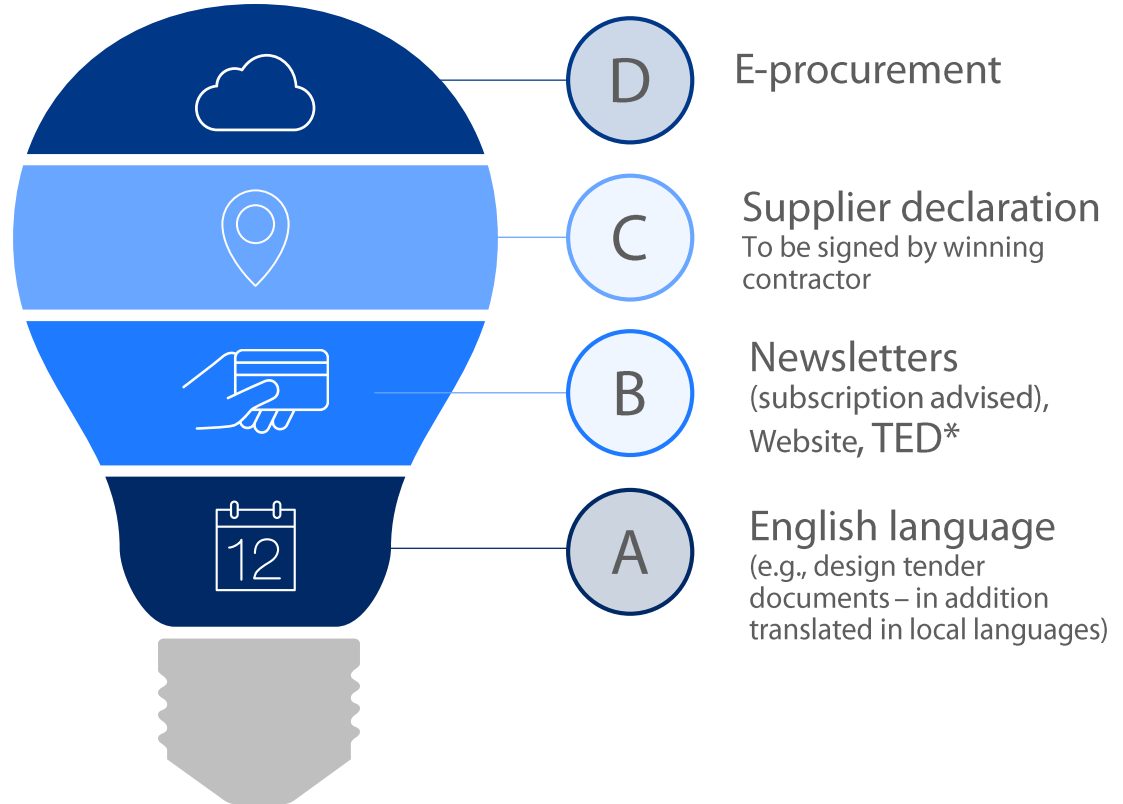 D
E-procurement
C
Supplier declaration
To be signed by winning
contractor
B
Newsletters
(subscription advised),
Website, TED*
12
A
English language
(e.g., design tender
documents – in addition
translated in local languages)